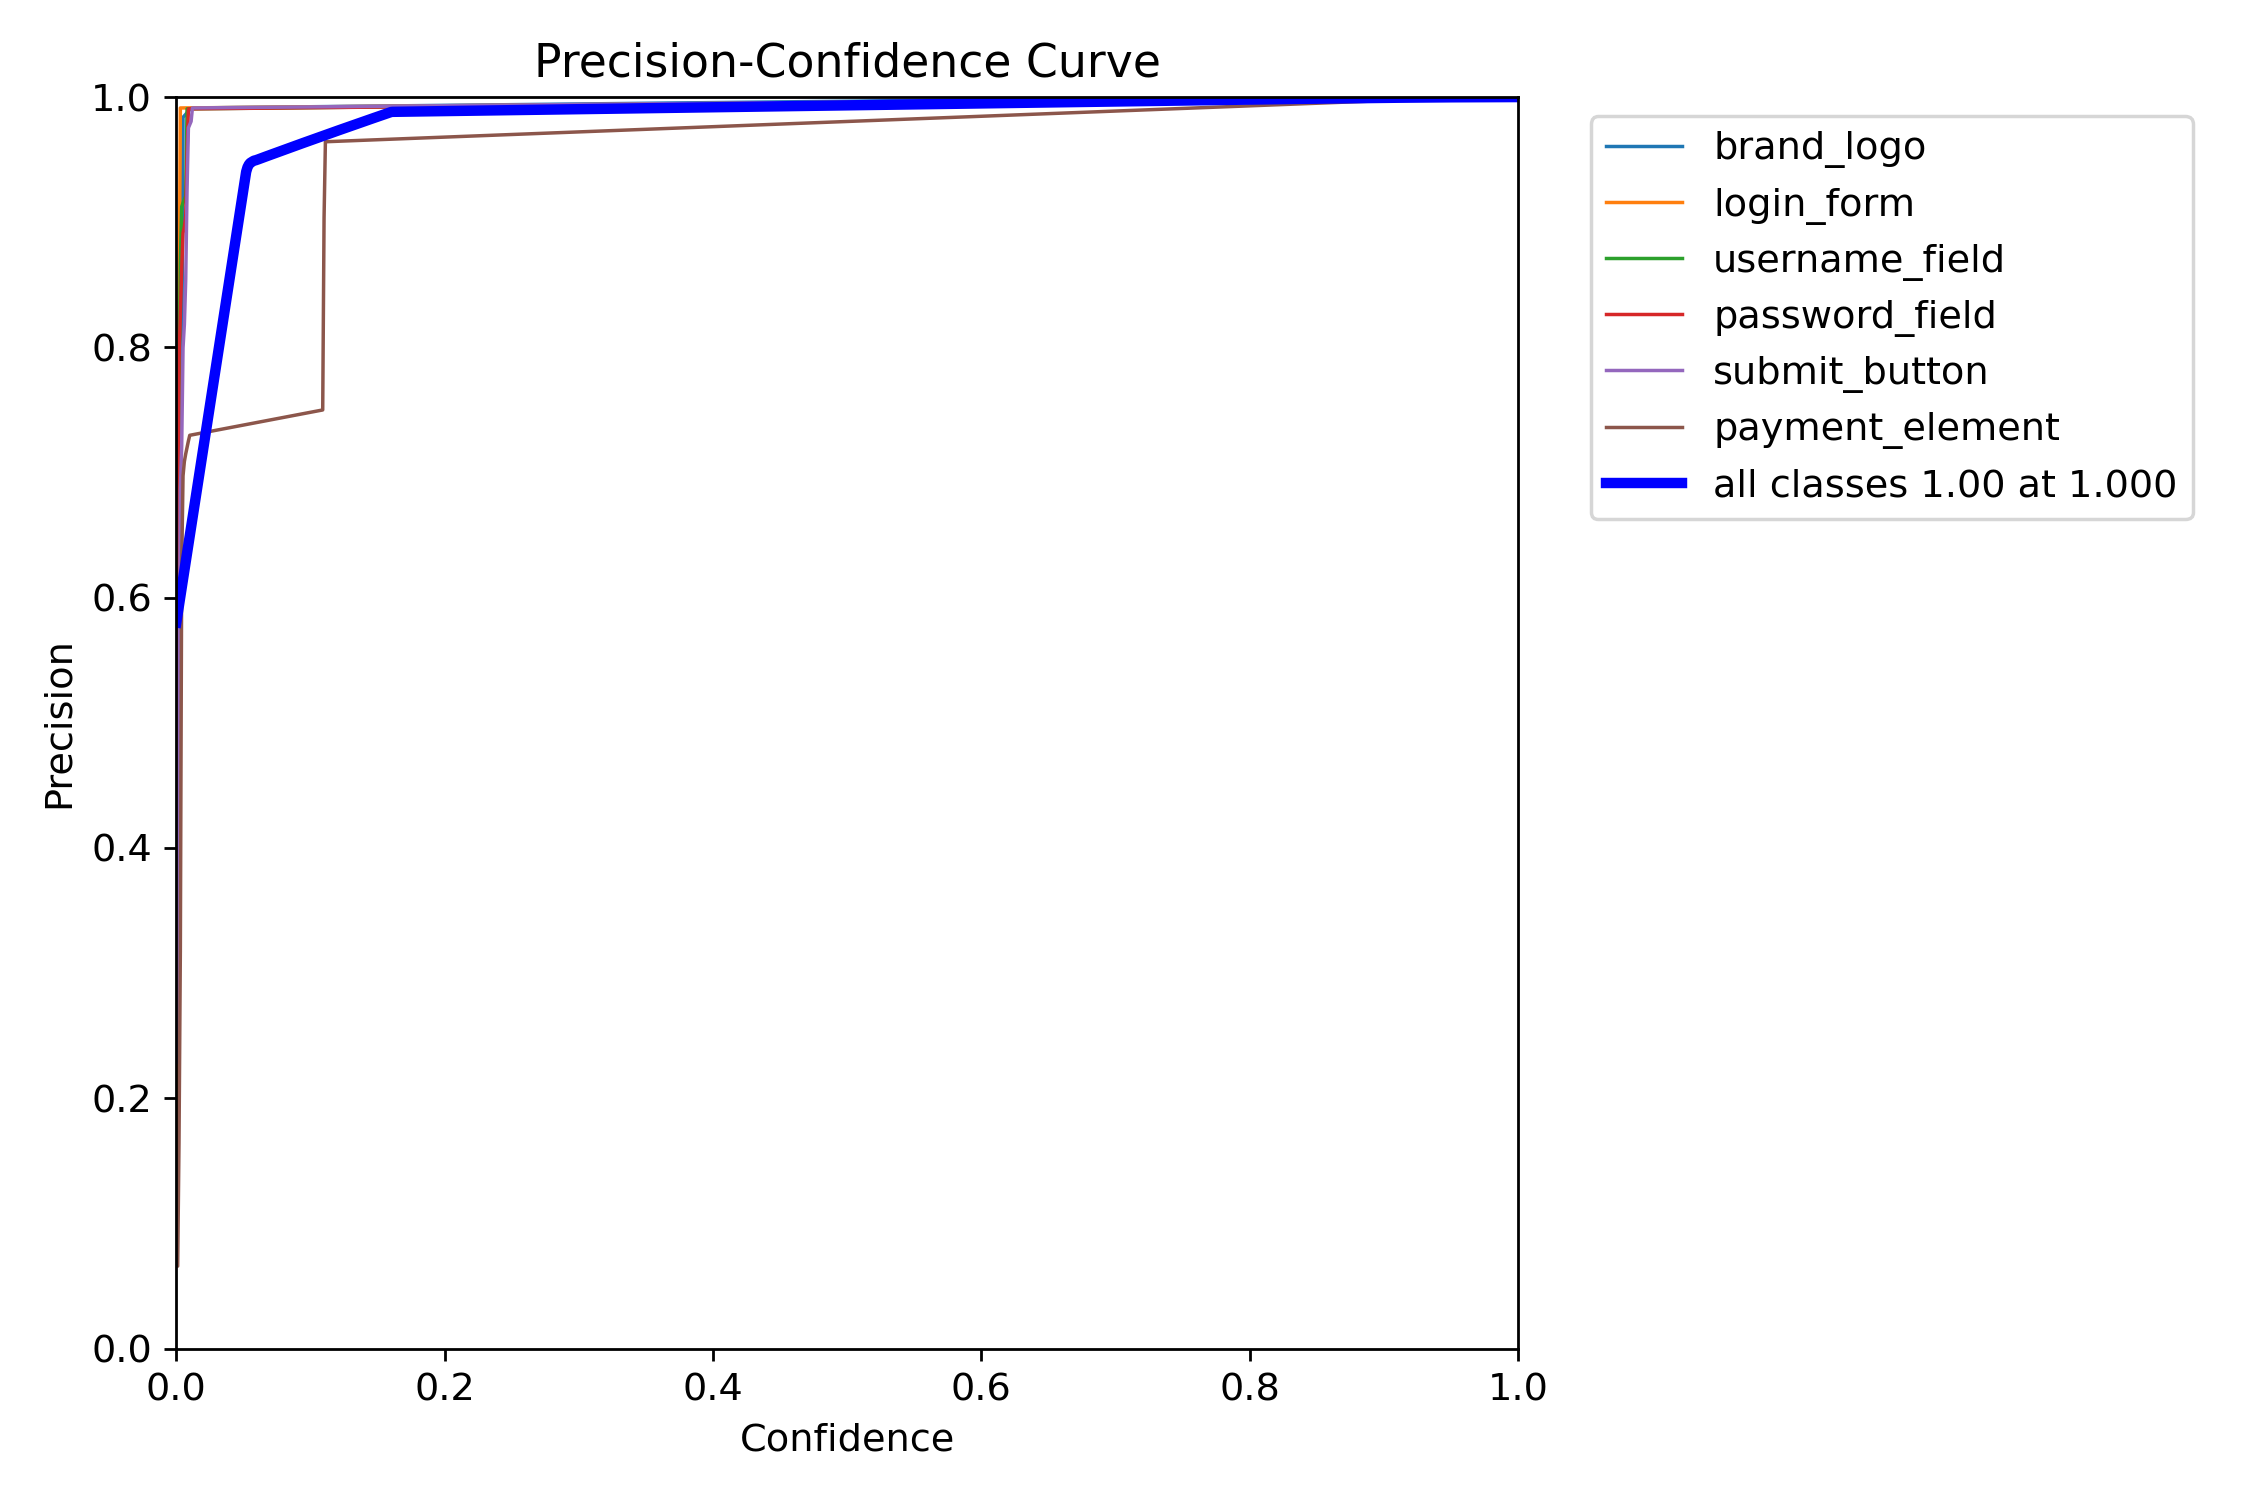 Precision-Confidence Curve
1.0
0.8
0.6
0.4
0.2
0.0
Precision
0.0 0.2 0.4 0.6 0.8 1.0
Confidence
brand_logo
login_form
username_field
password_field
submit_button
payment_element
all classes 1.00 at 1.000